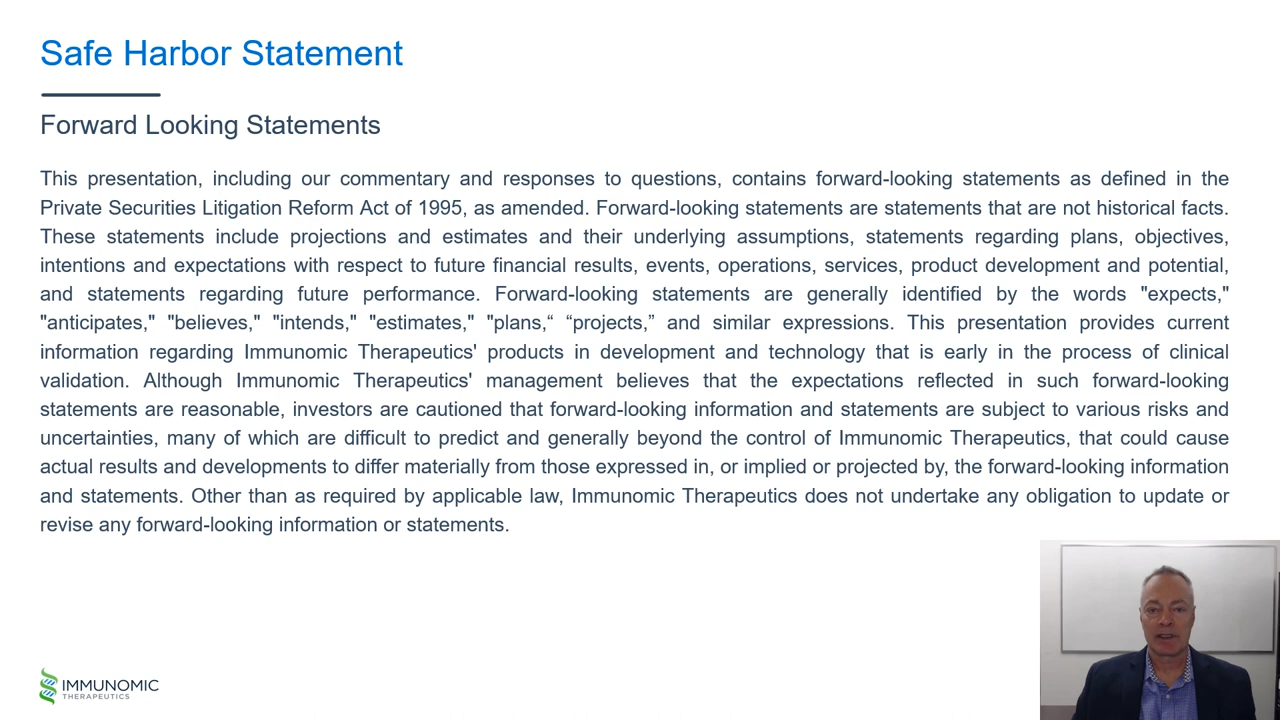 Safe Harbor Statement
Forward Looking Statements
This presentation, including our commentary and responses to questions, contains forward-looking statements as defined in the
Private Securities Litigation Reform Act of 1995, as amended. Forward-looking statements are statements that are not historical facts.
These statements include projections and estimates and their underlying assumptions, statements regarding plans, objectives,
intentions and expectations with respect to future financial results, events, operations, services, product development and potential,
and statements regarding future performance. Forward-looking statements are generally identified by the words "expects,"
"anticipates," "believes," "intends," "estimates," "plans,“ “projects,” and similar expressions. This presentation provides current
information regarding Immunomic Therapeutics' products in development and technology that is early in the process of clinical
validation. Although Immunomic Therapeutics' management believes that the expectations reflected in such forward-looking
statements are reasonable, investors are cautioned that forward-looking information and statements are subject to various risks and
uncertainties, many of which are difficult to predict and generally beyond the control of Immunomic Therapeutics, that could cause
actual results and developments to differ materially from those expressed in, or implied or projected by, the forward-looking information
and statements. Other than as required by applicable law, Immunomic Therapeutics does not undertake any obligation to update or
revise any forward-looking information or statements.
IMMUNOMIC
THERAPEUTICS